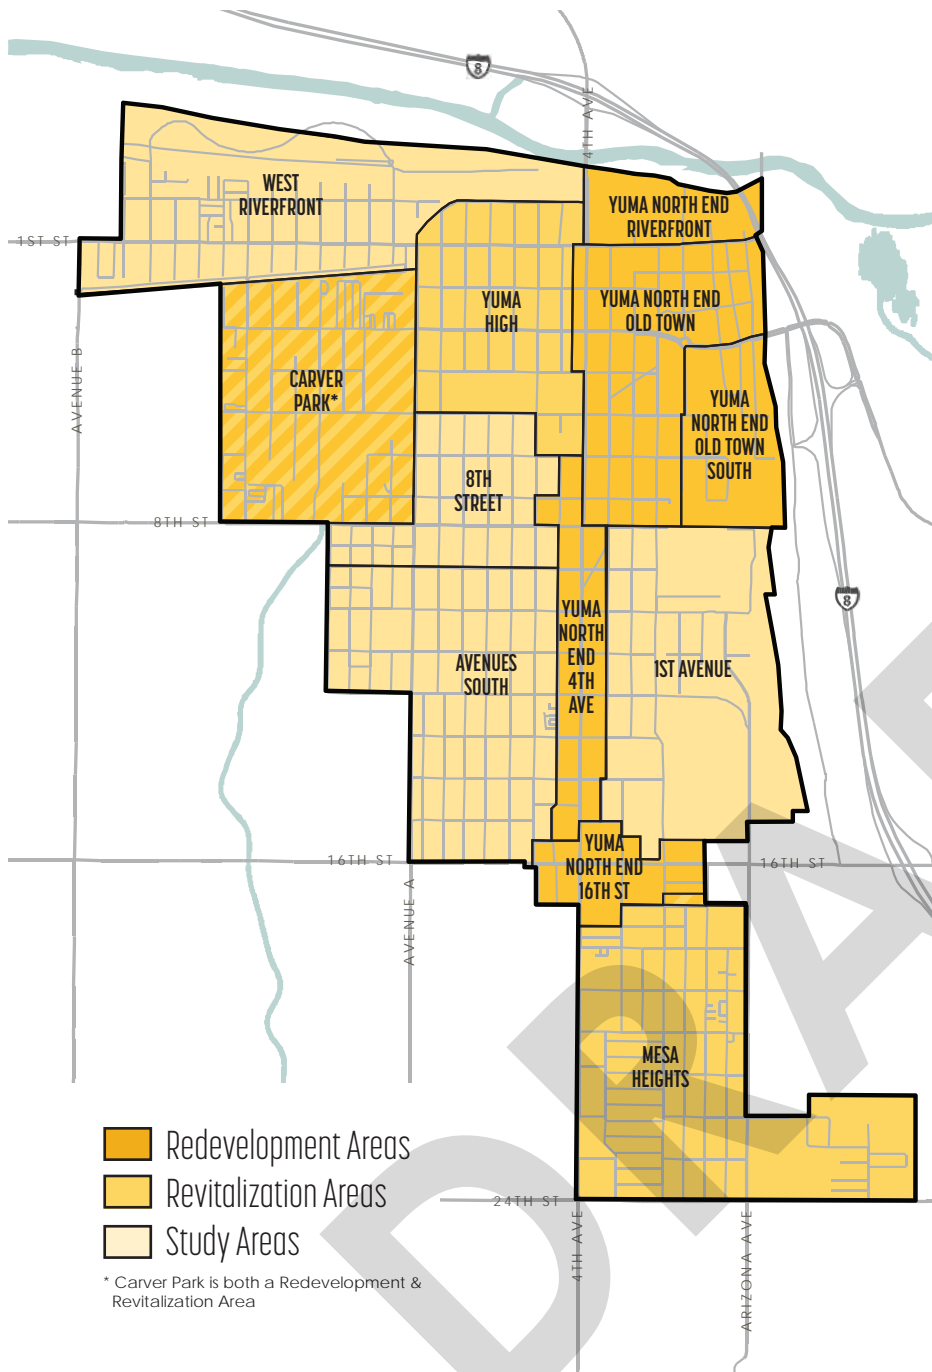 8
4TH AVE
WEST
RIVERFRONT
YUMA NORTH END
RIVERFRONT
1ST ST
YUMA
HIGH
YUMA NORTH END
OLD TOWN
AVENUE B
CARVER
PARK*
YUMA
NORTH END
OLD TOWN
SOUTH
8TH
STREET
8TH ST
8
YUMA
NORTH
END
4TH
AVE
AVENUES
SOUTH
1ST AVENUE
16TH ST
YUMA
NORTH END
16TH ST
16TH ST
AVENUE A
MESA
HEIGHTS
Redevelopment Areas
Revitalization Areas
Study Areas
24TH ST
4TH AVE
ARIZONA AVE
* Carver Park is both a Redevelopment &
Revitalization Area
DRA